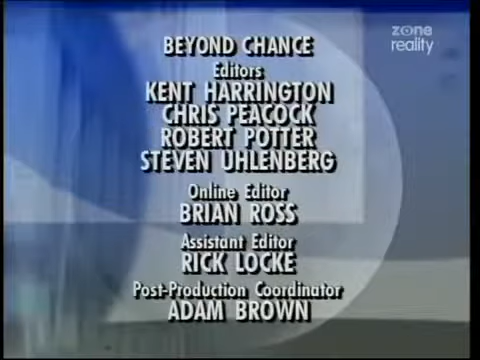 zone
reality
BEYOND CHANCE
Editors
KENT HARRINGTON
CHRIS PEACOCK
ROBERT POTTER
STEVEN UHLENBERG
Online Editor
BRIAN ROSS
Assistant Editor
RICK LOCKE
Post-Production Coordinator
ADAM BROWN